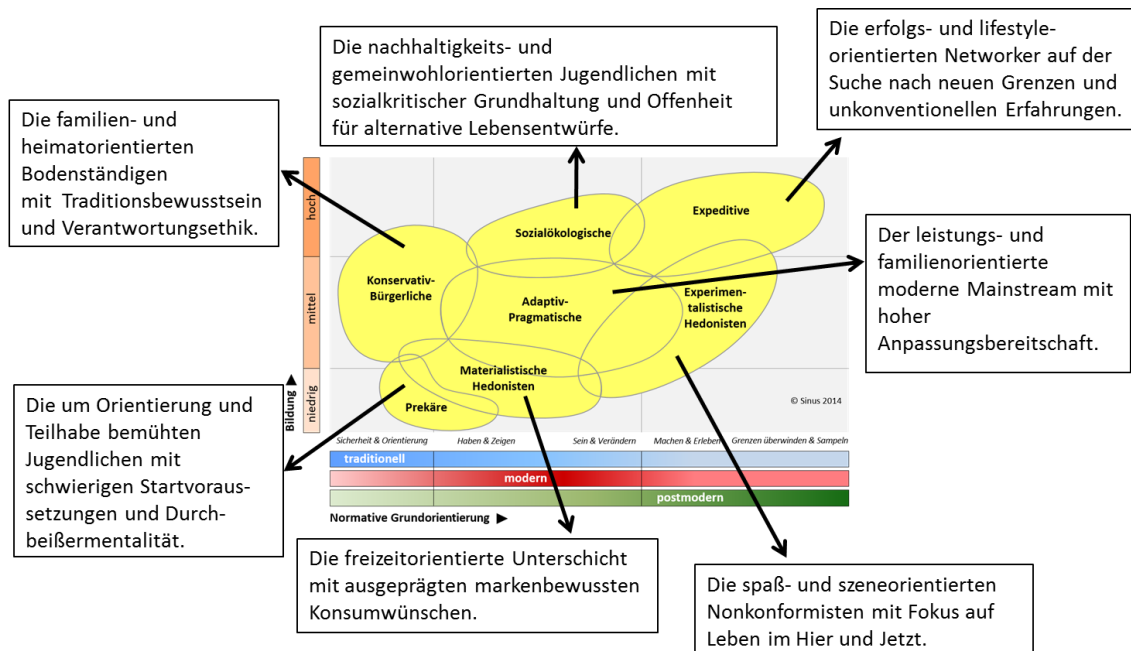 Die nachhaltigkeits- und
gemeinwohlorientierten Jugendlichen mit
sozialkritischer Grundhaltung und Offenheit
für alternative Lebensentwürfe.
Die erfolgs- und lifestyle-
orientierten Networker auf der
Suche nach neuen Grenzen und
unkonventionellen Erfahrungen.
Die familien- und
heimatorientierten
Bodenständigen
mit Traditionsbewusstsein
und Verantwortungsethik.
Der leistungs- und
familienorientierte
moderne Mainstream mit
hoher
Anpassungsbereitschaft.
Die um Orientierung und
Teilhabe bemühten
Jugendlichen mit
schwierigen Startvoraus-
setzungen und Durch-
beißermentalität.
Bildung ▲
hoch
mittel
niedrig
Expeditive
Sozialökologische
Konservativ-
Bürgerliche
Adaptiv-
Pragmatische
Experimen-
talistische
Hedonisten
Materialistische
Hedonisten
Prekäre
© Sinus 2014
Sicherheit & Orientierung
Haben & Zeigen
Sein & Verändern
Machen & Erleben
Grenzen überwinden & Sampeln
traditionell
modern
postmodern
Normative Grundorientierung ►
Die freizeitorientierte Unterschicht
mit ausgeprägten markenbewussten
Konsumwünschen.
Die spaß- und szeneorientierten
Nonkonformisten mit Fokus auf
Leben im Hier und Jetzt.